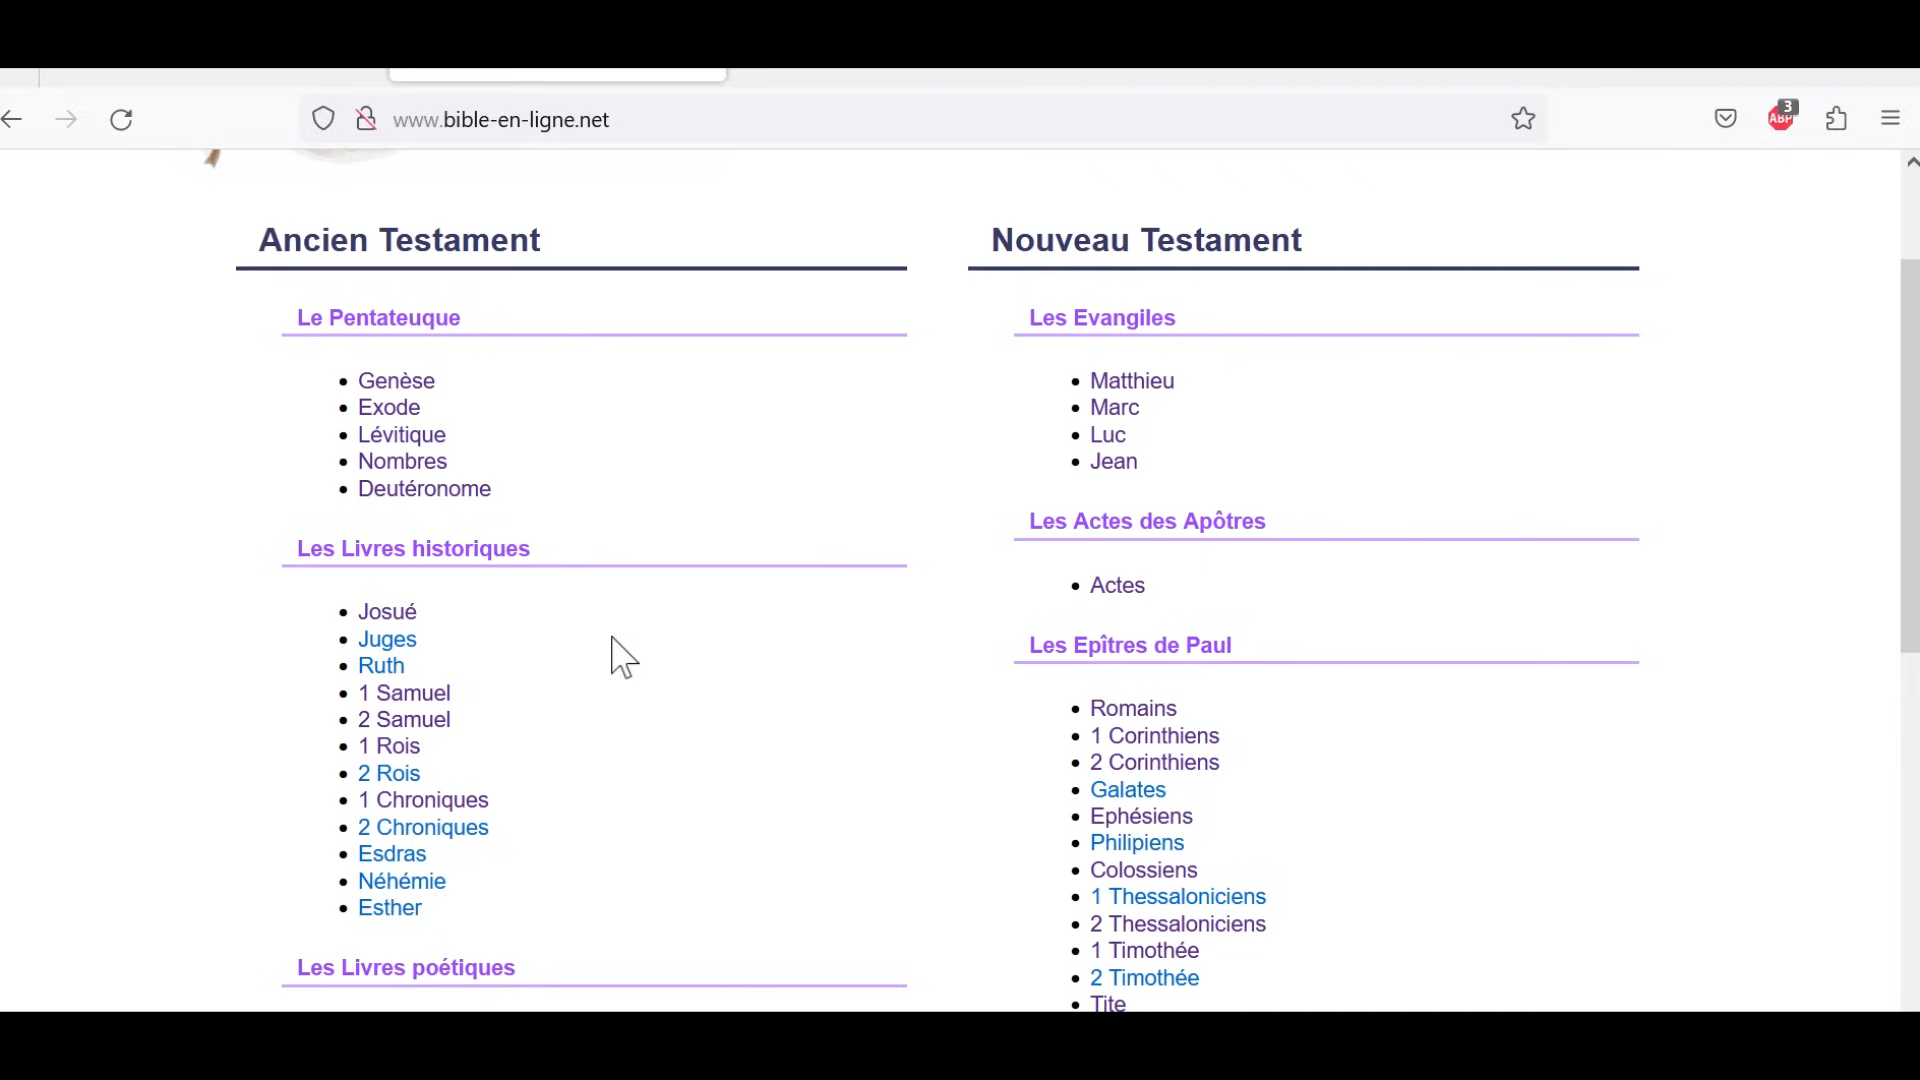 www.bible-en-ligne.net
3
ABP
Ancien Testament
Le Pentateuque
Genèse
Exode
Lévitique
Nombres
Deutéronome
Les Livres historiques
Josué
Juges
Ruth
1 Samuel
2 Samuel
1 Rois
2 Rois
1 Chroniques
2 Chroniques
Esdras
Néhémie
Esther
Les Livres poétiques
Nouveau Testament
Les Evangiles
Matthieu
Marc
Luc
Jean
Les Actes des Apôtres
Actes
Les Epîtres de Paul
Romains
1 Corinthiens
2 Corinthiens
Galates
Ephésiens
Philipiens
Colossiens
1 Thessaloniciens
2 Thessaloniciens
1 Timothée
2 Timothée
Tite